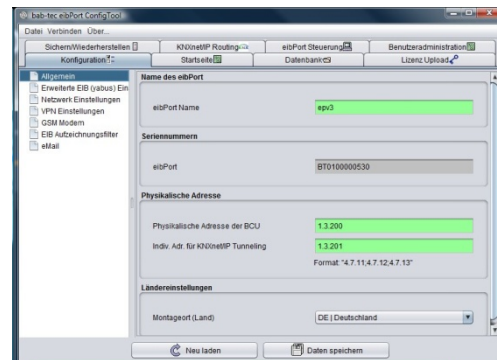 bab-tec eibPort ConfigTool
Datei Verbinden Über...
Sichern/Wiederherstellen KNXnet/IP Routing eibPort Steuerung Benutzeradministration
Konfiguration Startseite Datenbank Lizenz Upload
Allgemein
Erweiterte EIB (yabus) Ein
Netzwerk Einstellungen
VPN Einstellungen
GSM Modem
EIB Aufzeichnungsfilter
eMail
Name des eibPort
eibPort Name epv3
Seriennummern
eibPort BT0100000530
Physikalische Adresse
Physikalische Adresse der BCU 1.3.200
Indiv. Adr. für KNXnet/IP Tunneling 1.3.201
Format: "4.7.11;4.7.12;4.7.13"
Ländereinstellungen
Montageort (Land) DE | Deutschland
Neu laden Daten speichern